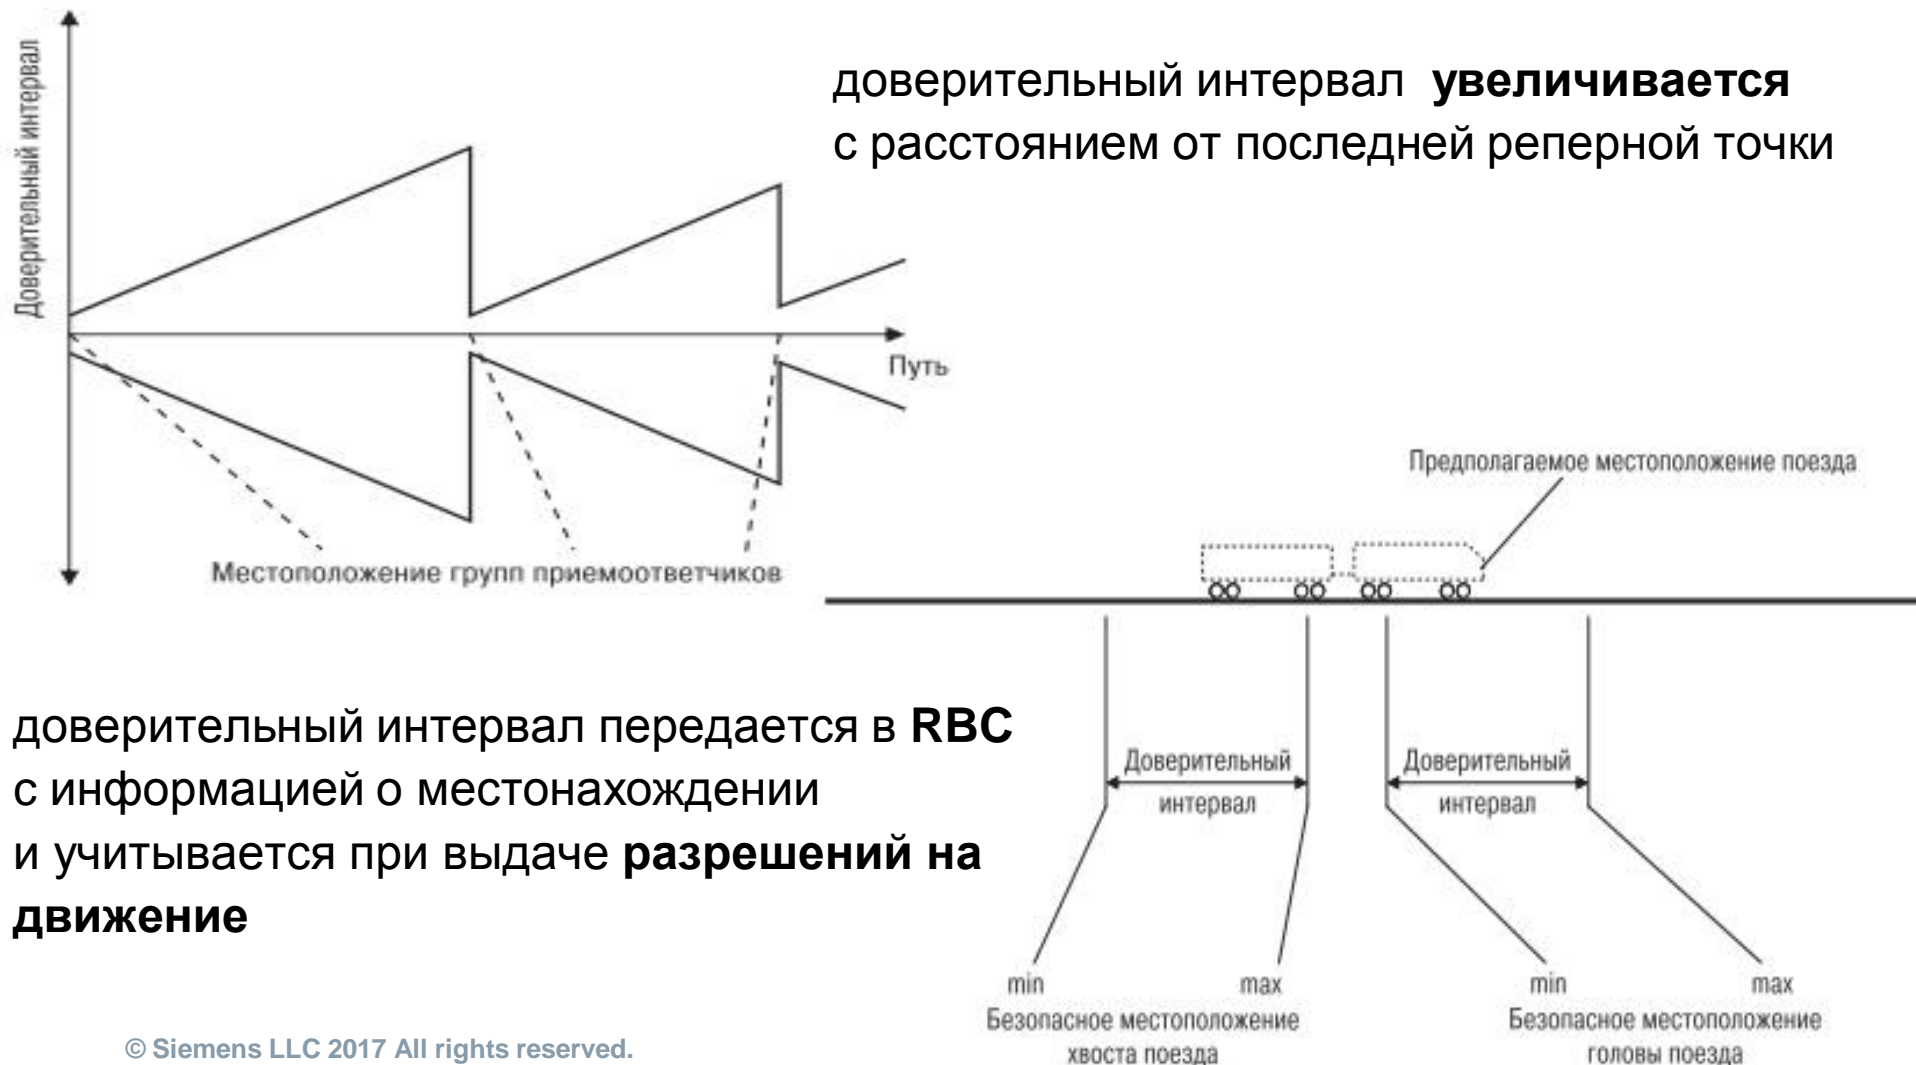 Доверительный интервал
доверительный интервал увеличивается
с расстоянием от последней реперной точки
Путь
Местоположение групп приемоответчиков
Предполагаемое местоположение поезда
доверительный интервал передается в RBC
с информацией о местонахождении
и учитывается при выдаче разрешений на
движение
Доверительный
интервал
Доверительный
интервал
min
max
Безопасное местоположение
хвоста поезда
min
max
Безопасное местоположение
головы поезда
© Siemens LLC 2017 All rights reserved.